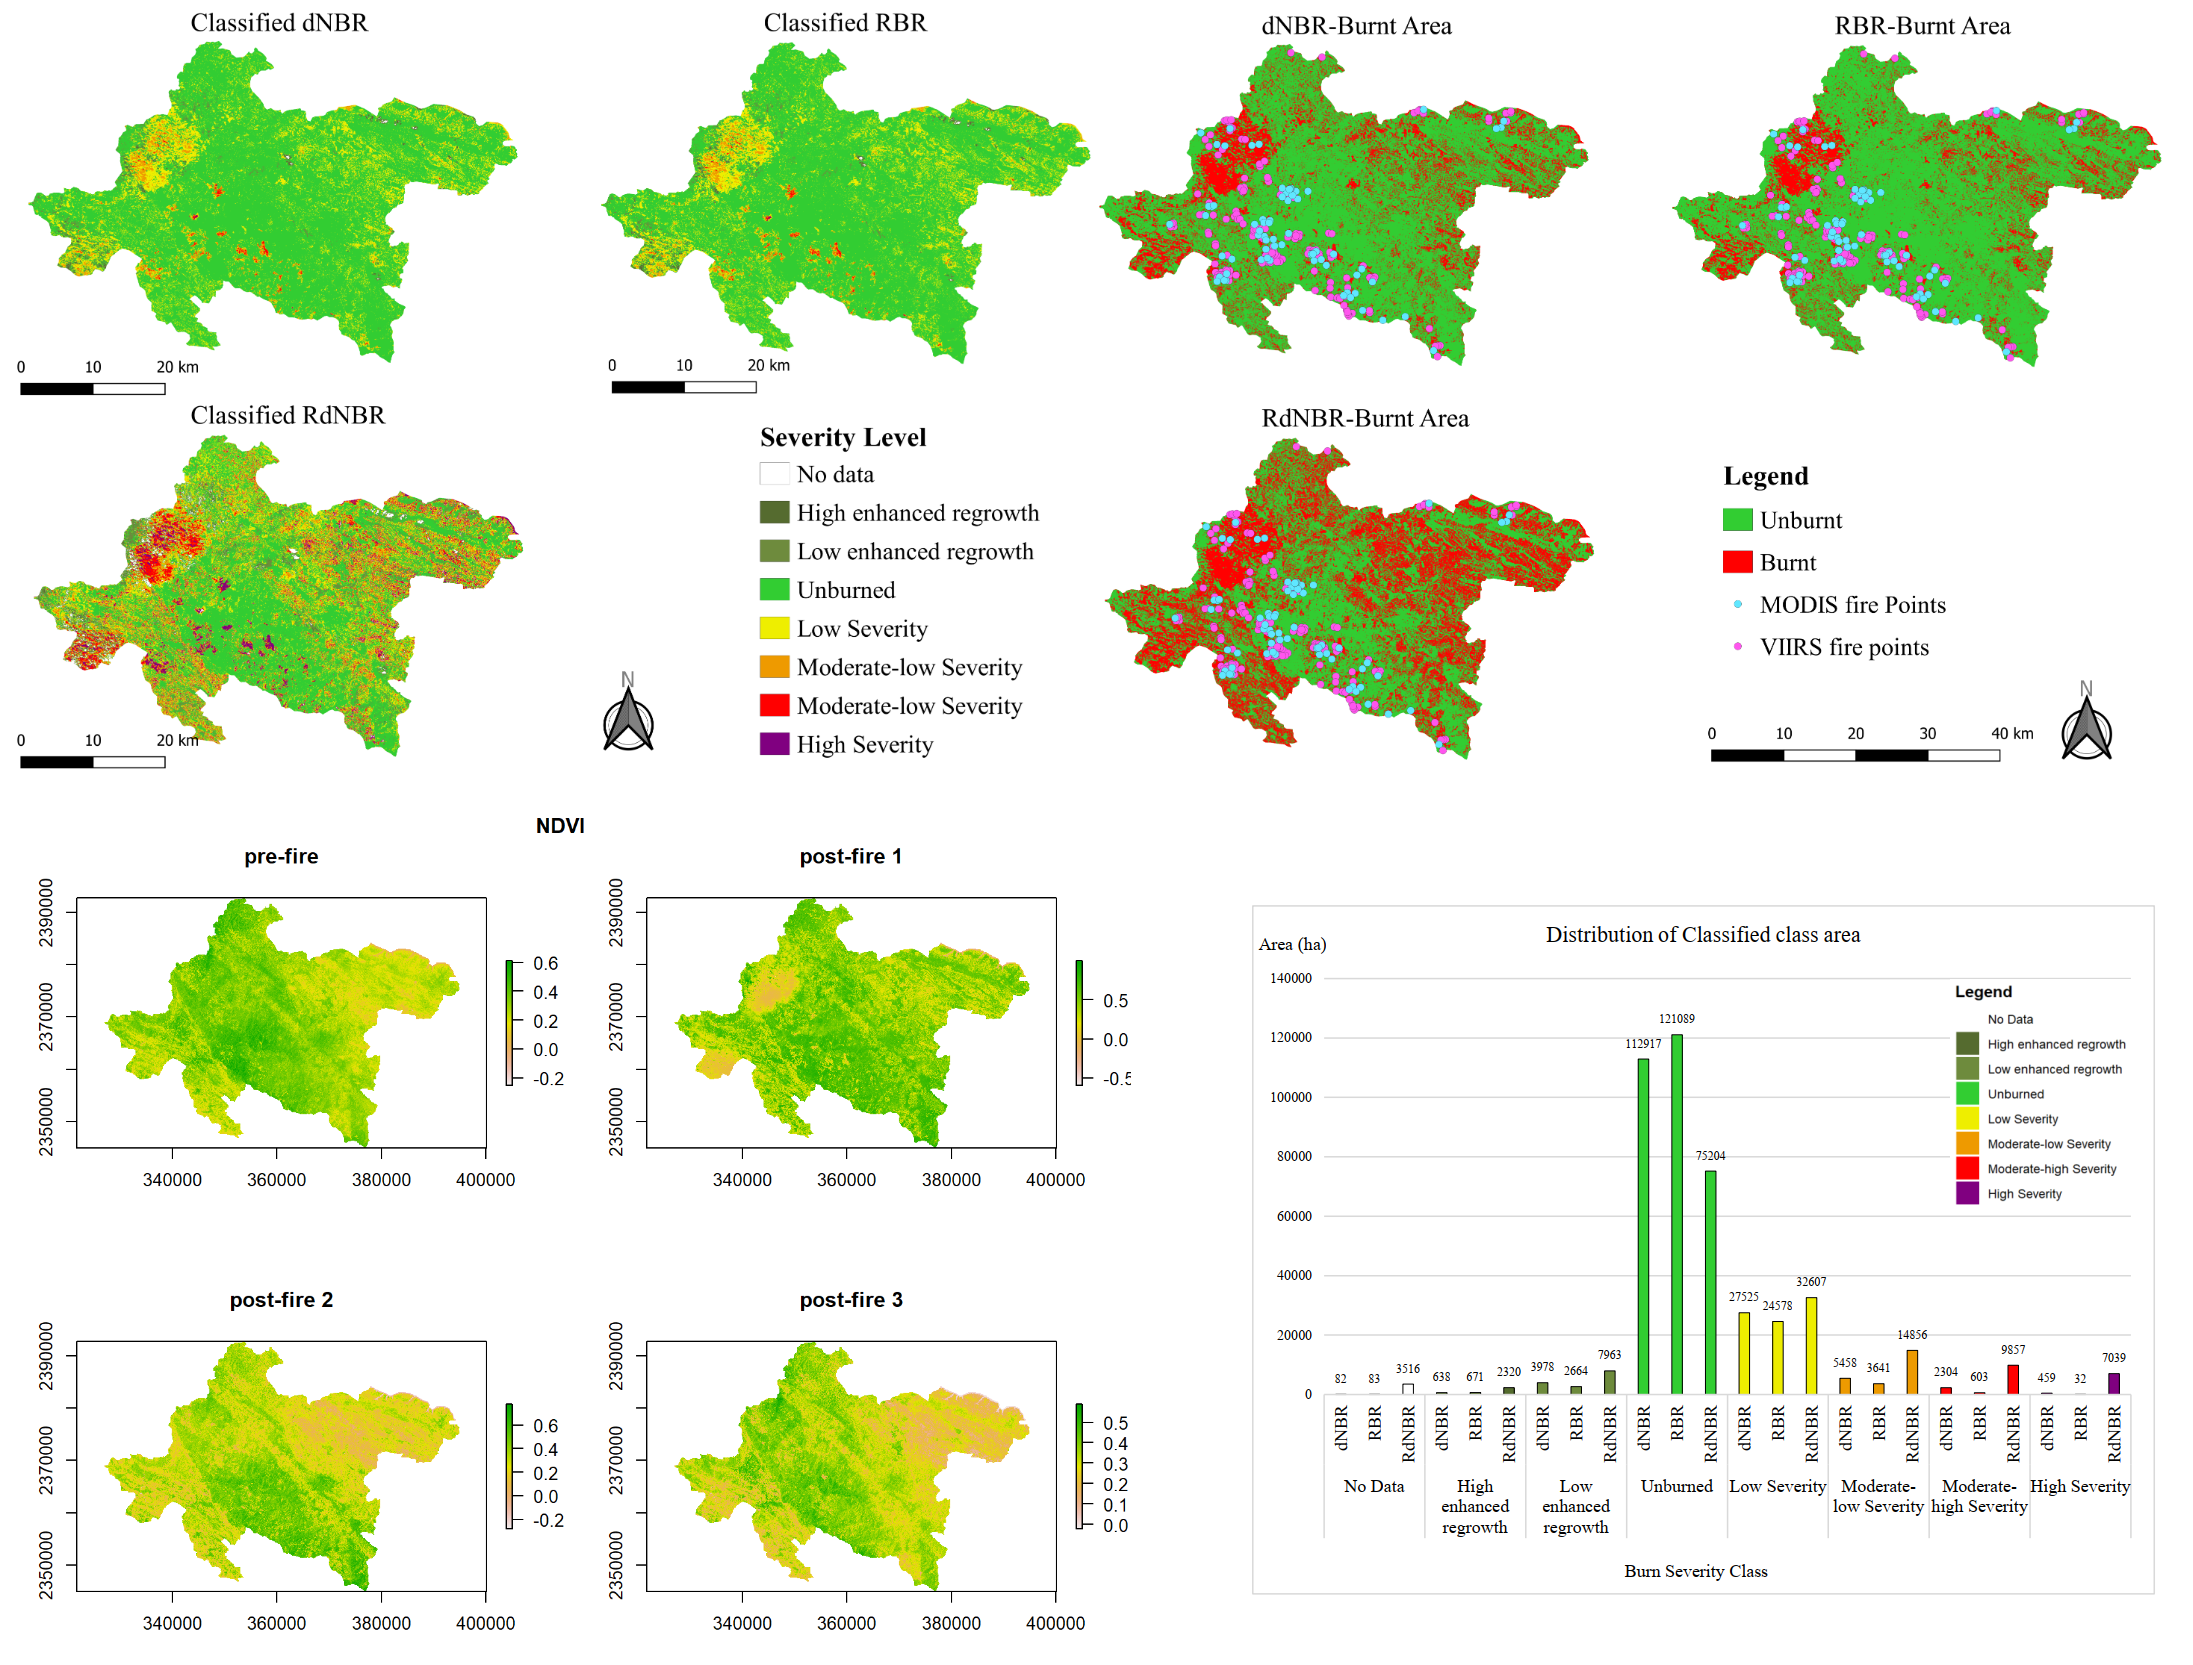 Classified dNBR
Classified RBR
dNBR-Burnt Area
RBR-Burnt Area
0 10 20 km
0 10 20 km
Classified RdNBR
RdNBR-Burnt Area
Severity Level
No data
High enhanced regrowth
Low enhanced regrowth
Unburned
Low Severity
Moderate-low Severity
Moderate-low Severity
High Severity
N
0 10 20 km
Legend
Unburnt
Burnt
MODIS fire Points
VIIRS fire points
N
0 10 20 30 40 km
NDVI
pre-fire
2390000
2370000
2350000
340000 360000 380000 400000
0.6
0.4
0.2
0.0
-0.2
post-fire 1
2390000
2370000
2350000
340000 360000 380000 400000
0.5
0.0
-0.5
post-fire 2
2390000
2370000
2350000
340000 360000 380000 400000
0.6
0.4
0.2
0.0
-0.2
post-fire 3
2390000
2370000
2350000
340000 360000 380000 400000
0.5
0.4
0.3
0.2
0.1
0.0
Distribution of Classified class area
Area (ha)
140000
120000
100000
80000
60000
40000
20000
0
Legend
No Data
High enhanced regrowth
Low enhanced regrowth
Unburned
Low Severity
Moderate-low Severity
Moderate-high Severity
High Severity
82 83 3516 638 671 2320 3978 2664 7963 112917 121089 75204 27525 24578 32607 5458 3641 14856 2304 603 9857 459 32 7039
dNBR RBR RdNBR dNBR RBR RdNBR dNBR RBR RdNBR dNBR RBR RdNBR dNBR RBR RdNBR dNBR RBR RdNBR dNBR RBR RdNBR dNBR RBR RdNBR
No Data
High
enhanced
regrowth
Low
enhanced
regrowth
Unburned
Low Severity
Moderate-
low Severity
Moderate-
high Severity
High Severity
Burn Severity Class